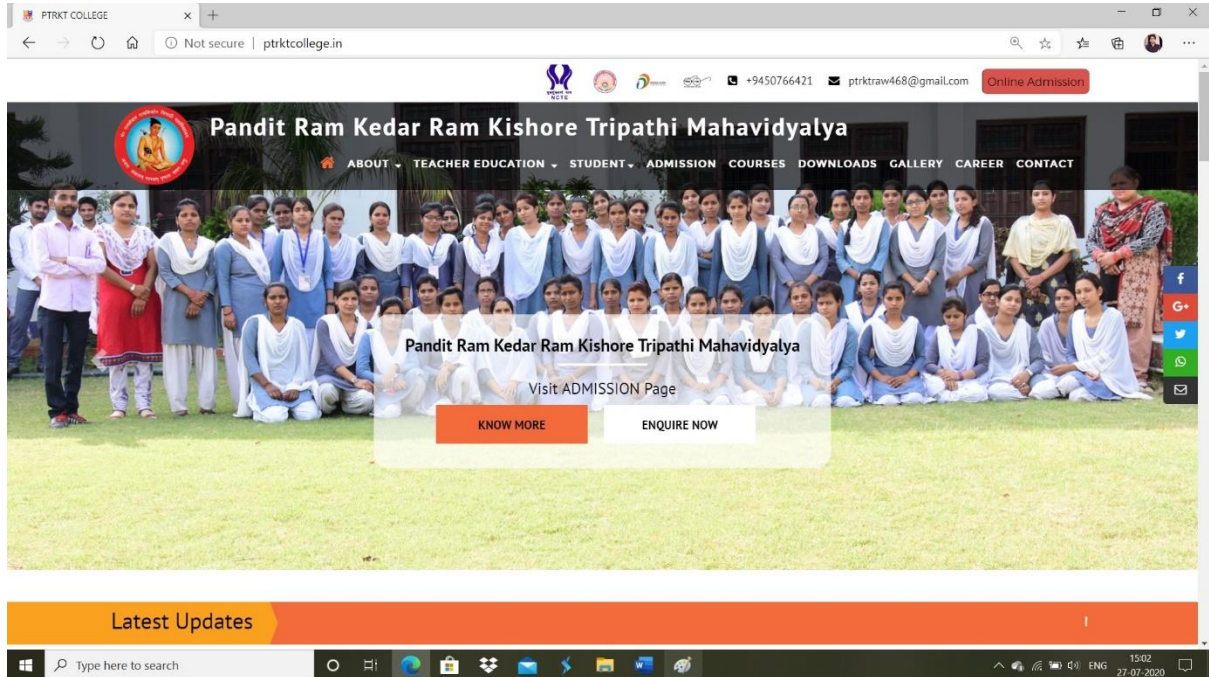 PTRKT COLLEGE
Not secure | ptrktcollege.in
NCTE
+9450766421 ptrktraw468@gmail.com Online Admission
Pandit Ram Kedar Ram Kishore Tripathi Mahavidyalya
ABOUT TEACHER EDUCATION STUDENT ADMISSION COURSES DOWNLOADS GALLERY CAREER CONTACT
Pandit Ram Kedar Ram Kishore Tripathi Mahavidyalya
Visit ADMISSION Page
KNOW MORE ENQUIRE NOW
Latest Updates
Type here to search
ENG 15:02
27-07-2020